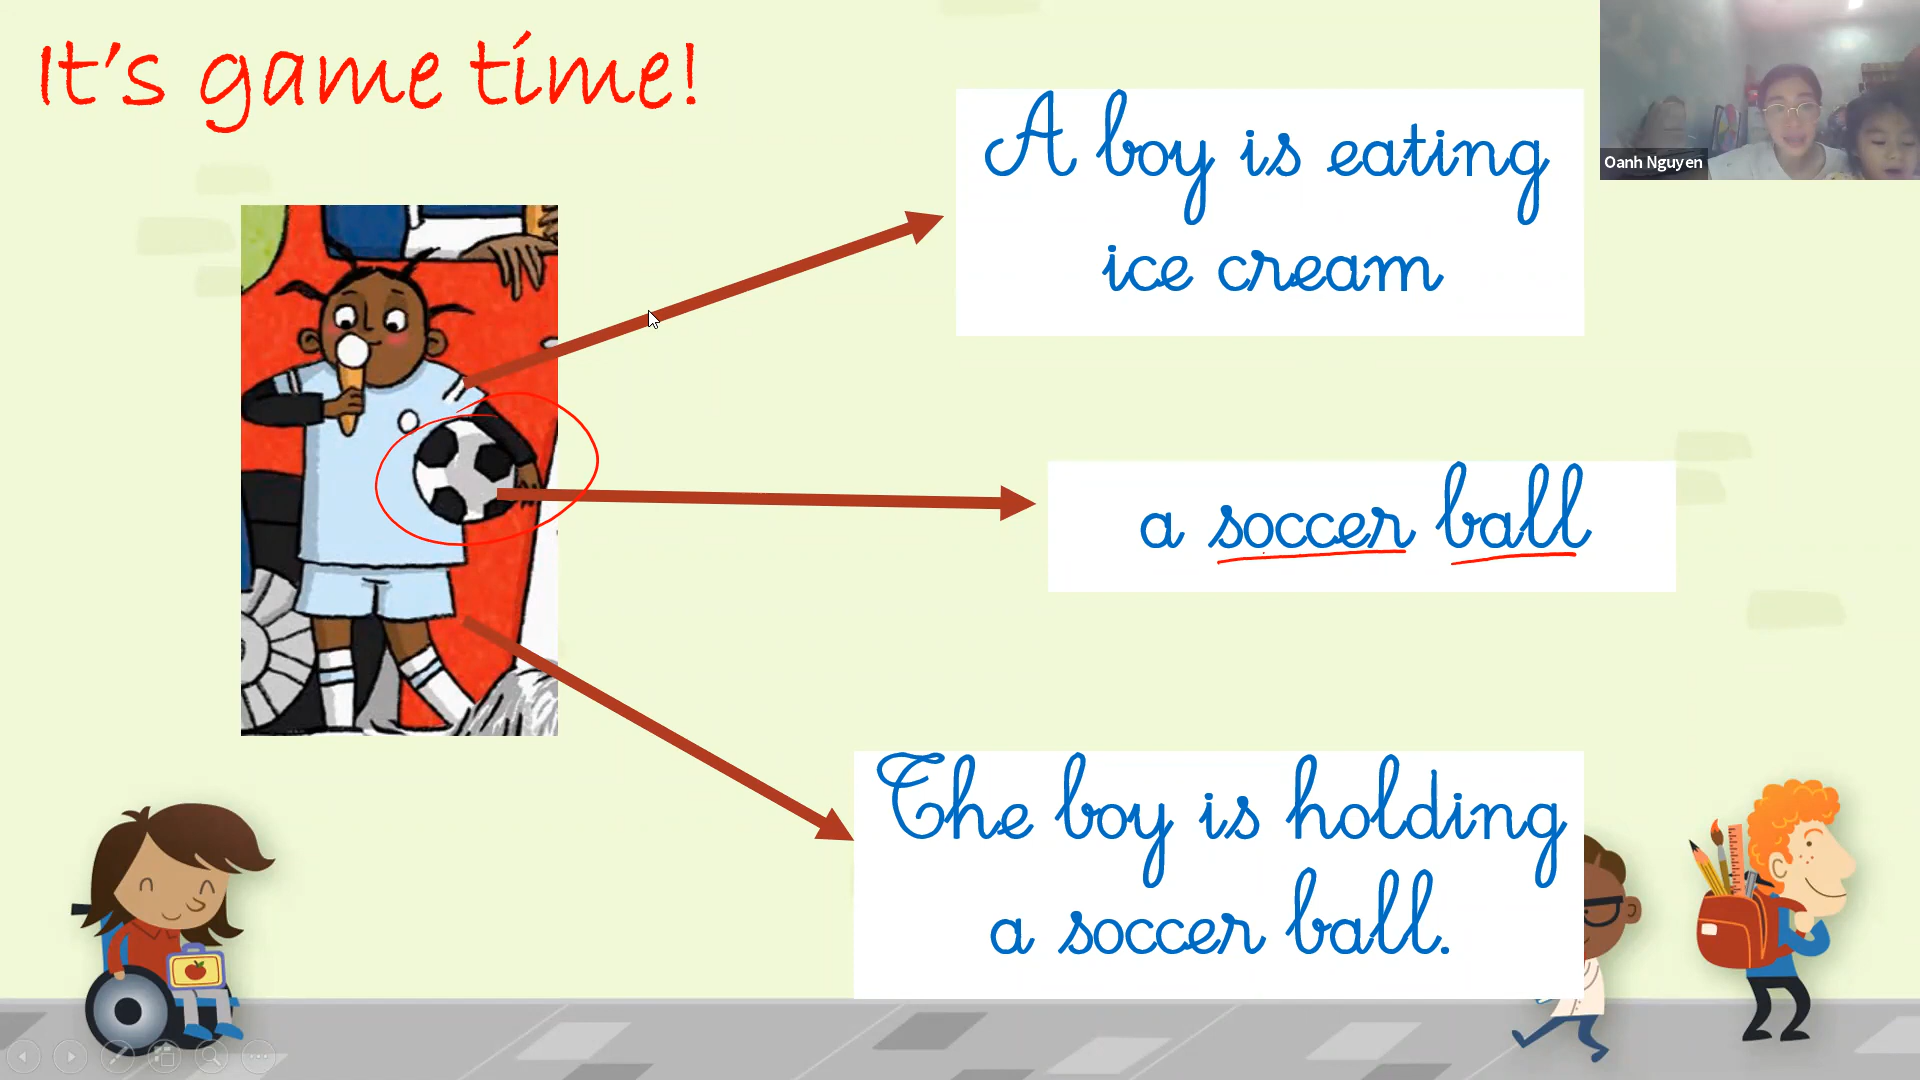 It's game time!
A boy is eating
ice cream
Oanh Nguyen
a soccer ball
The boy is holding
a soccer ball.